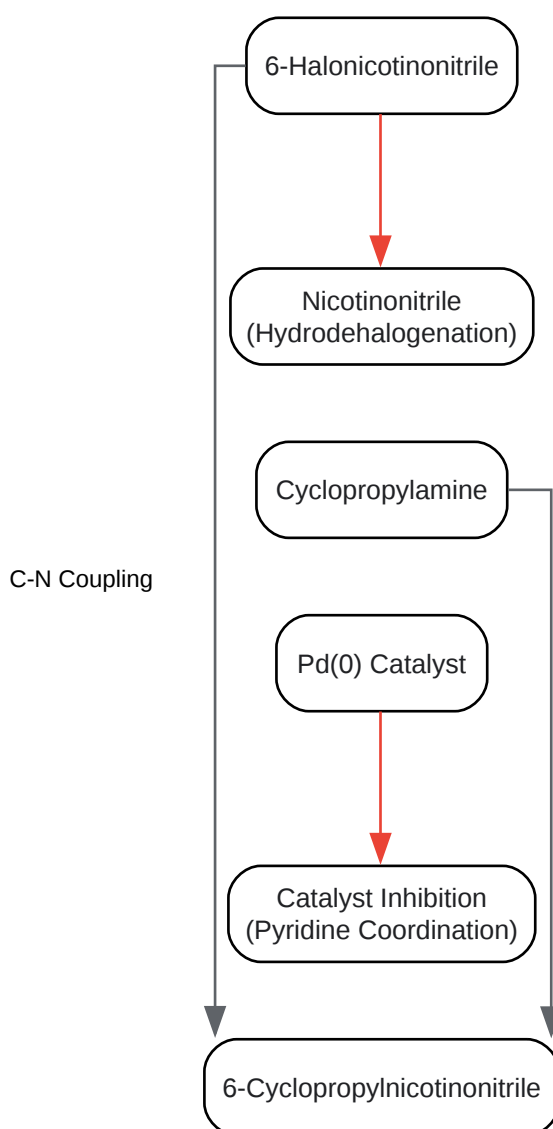 6-Halonicotinonitrile
Nicotinonitrile
(Hydrodehalogenation)
Cyclopropylamine
C-N Coupling
Pd(0) Catalyst
Catalyst Inhibition
(Pyridine Coordination)
6-Cyclopropylnicotinonitrile